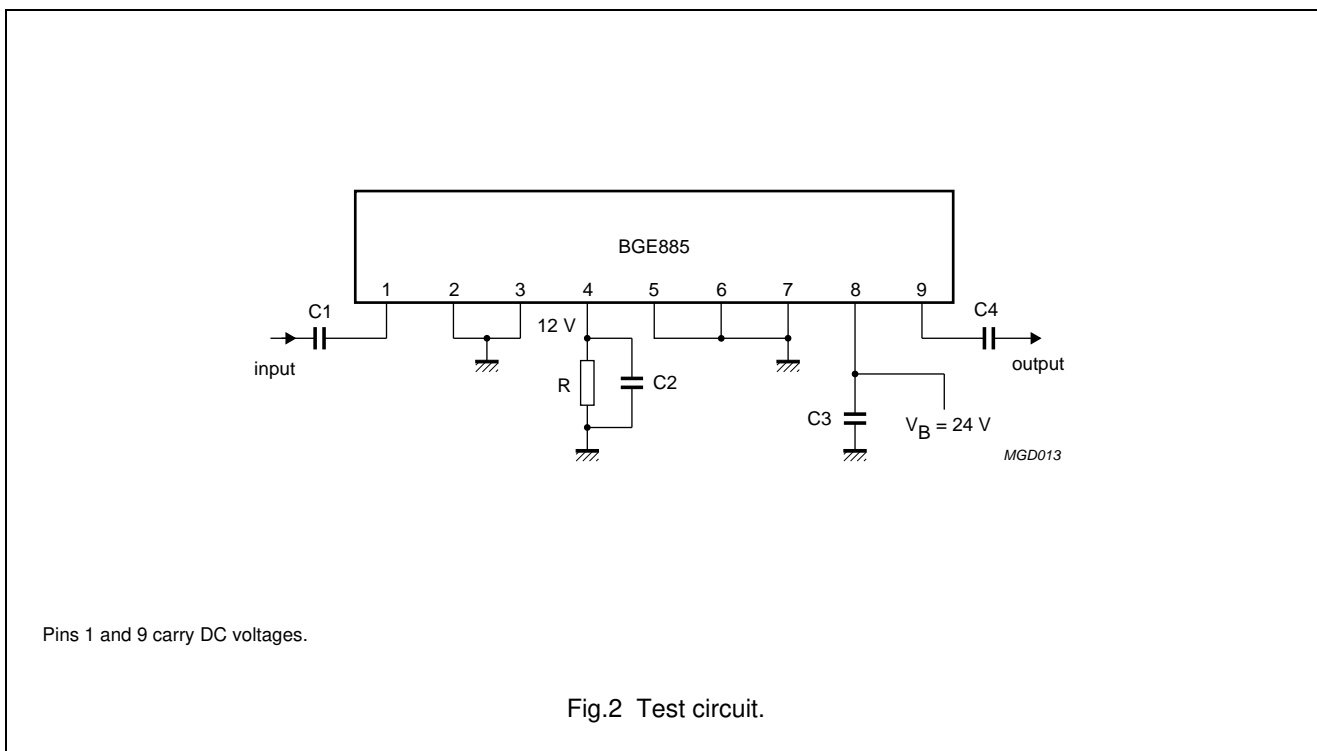 BGE885
1 2 3 4 5 6 7 8 9
C1 C4
12 V
input output
R C2
C3 V_B = 24 V
MGD013
Pins 1 and 9 carry DC voltages.
Fig.2 Test circuit.